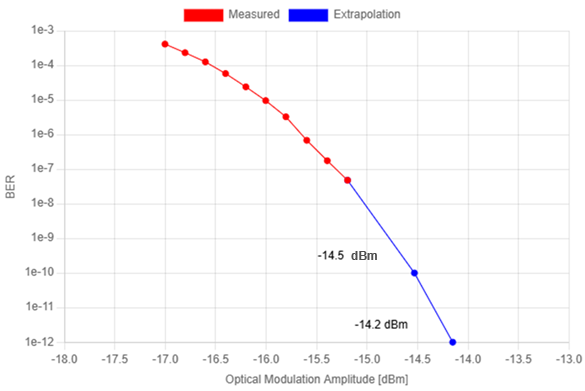 Measured Extrapolation
1e-3
1e-4
1e-5
1e-6
1e-7
1e-8
1e-9
1e-10
1e-11
1e-12
BER
-14.5 dBm
-14.2 dBm
-18.0 -17.5 -17.0 -16.5 -16.0 -15.5 -15.0 -14.5 -14.0 -13.5 -13.0
Optical Modulation Amplitude [dBm]